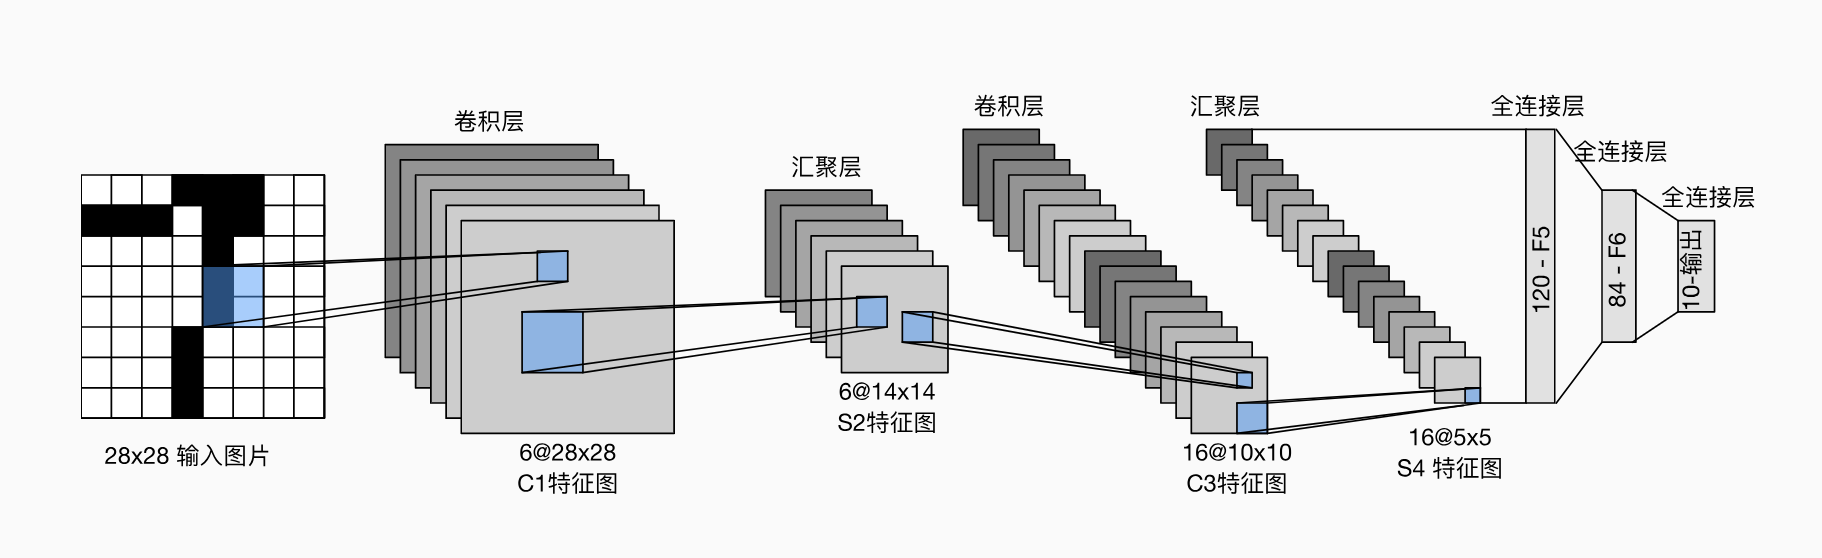 28x28 输入图片
卷积层
6@28x28
C1特征图
汇聚层
6@14x14
S2特征图
卷积层
16@10x10
C3特征图
汇聚层
16@5x5
S4 特征图
全连接层
120 - F5
全连接层
84 - F6
全连接层
10-输出